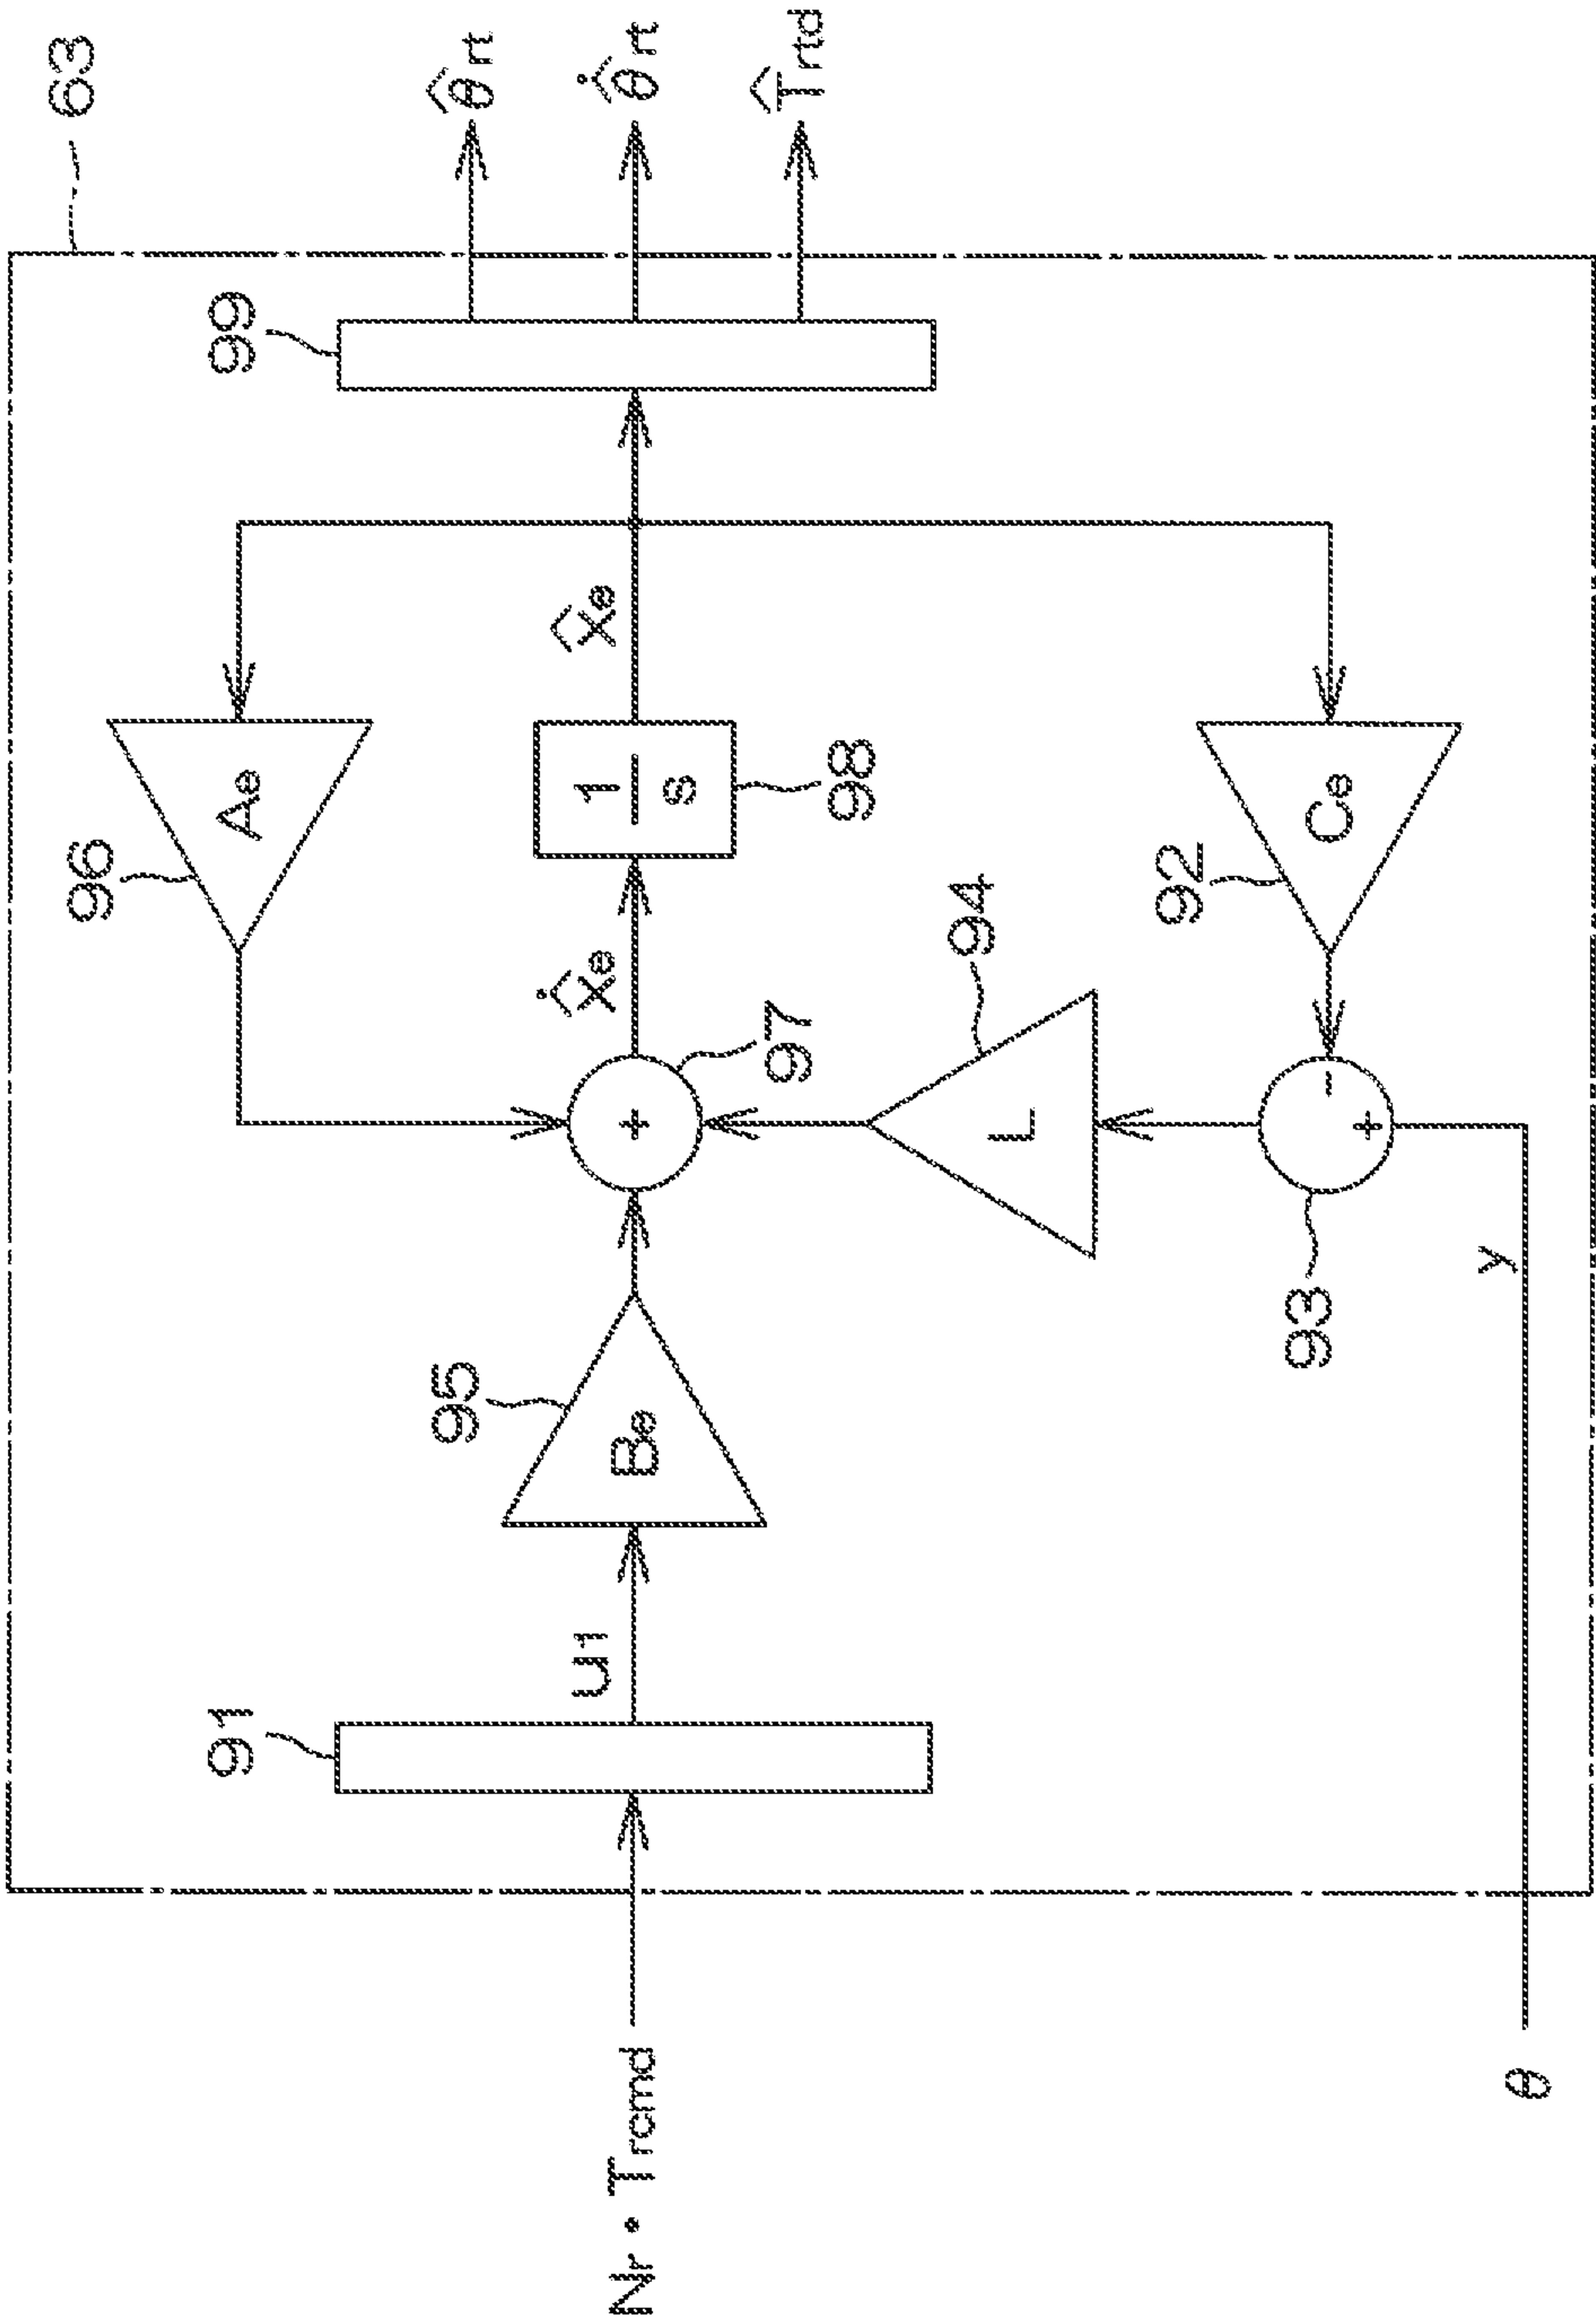 63
99
θ̂rt
θ̂̇rt
T̂rtd
96
Ae
x̂̇e
1
s
x̂e
98
97
95
Be
94
L
92
Ce
91
u1
Nr・Trcmd
93
+
+
-
y
θ